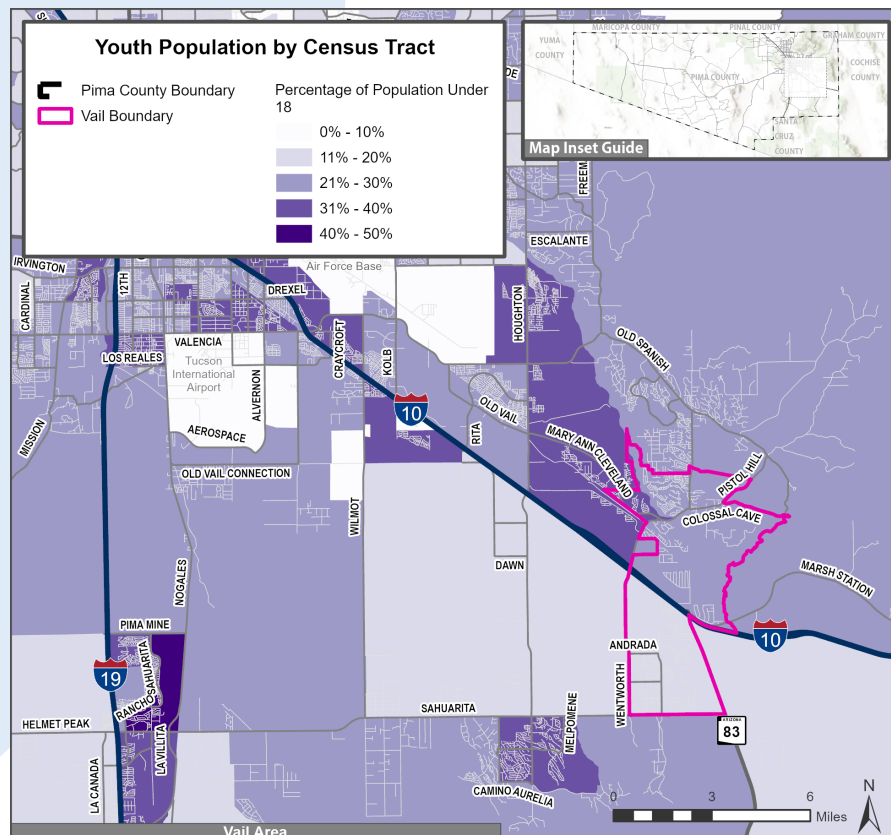 Youth Population by Census Tract
Pima County Boundary
Vail Boundary
Percentage of Population Under
18
0% - 10%
11% - 20%
21% - 30%
31% - 40%
40% - 50%
MARICOPA COUNTY
PINAL COUNTY
GRAHAM COUNTY
YUMA
COUNTY
COCHISE
COUNTY
PIMA COUNTY
SANTA
CRUZ
COUNTY
Map Inset Guide
ESCALANTE
IRVINGTON
Air Force Base
CARDINAL
12TH
DREXEL
HOUGHTON
VALENCIA
CRAYCROFT
KOLB
OLD SPANISH
LOS REALES
Tucson
International
Airport
ALVERNON
10
OLD VAIL
RITA
MISSION
AEROSPACE
MARY ANN CLEVELAND
PISTOL HILL
OLD VAIL CONNECTION
WILMOT
COLOSSAL CAVE
DAWN
MARSH STATION
NOGALES
PIMA MINE
10
ANDRADA
19
RANCHO SAHUARITA
WENTWORTH
SAHUARITA
HELMET PEAK
LA VILLITA
MELPOMENE
ARIZONA
83
LA CANADA
CAMINO AURELIA
0 3 6
Miles
N
Vail Area